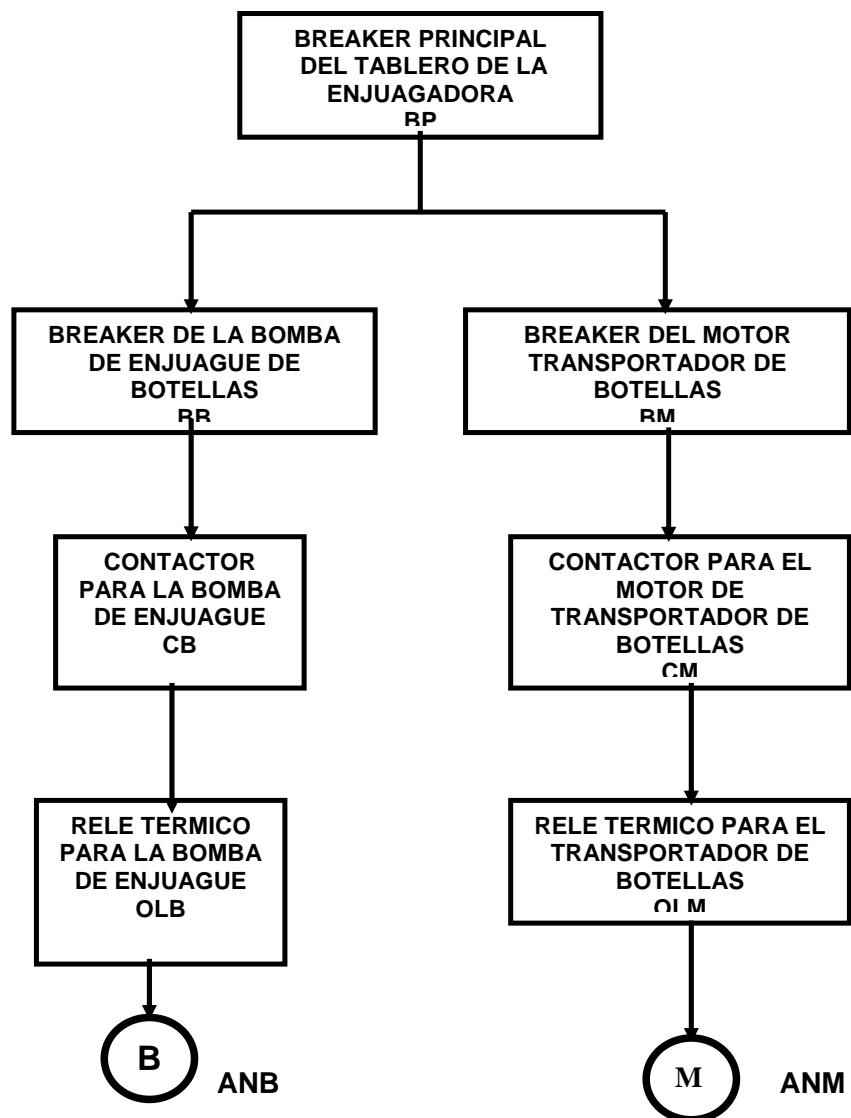 BREAKER PRINCIPAL
DEL TABLERO DE LA
ENJUAGADORA
BP
BREAKER DE LA BOMBA
DE ENJUAGUE DE
BOTELLAS
BB
BREAKER DEL MOTOR
TRANSPORTADOR DE
BOTELLAS
BM
CONTACTOR
PARA LA BOMBA
DE ENJUAGUE
CB
CONTACTOR PARA EL
MOTOR DE
TRANSPORTADOR DE
BOTELLAS
CM
RELE TERMICO
PARA LA BOMBA
DE ENJUAGUE
OLB
RELE TERMICO PARA EL
TRANSPORTADOR DE
BOTELLAS
OLM
B
ANB
M
ANM